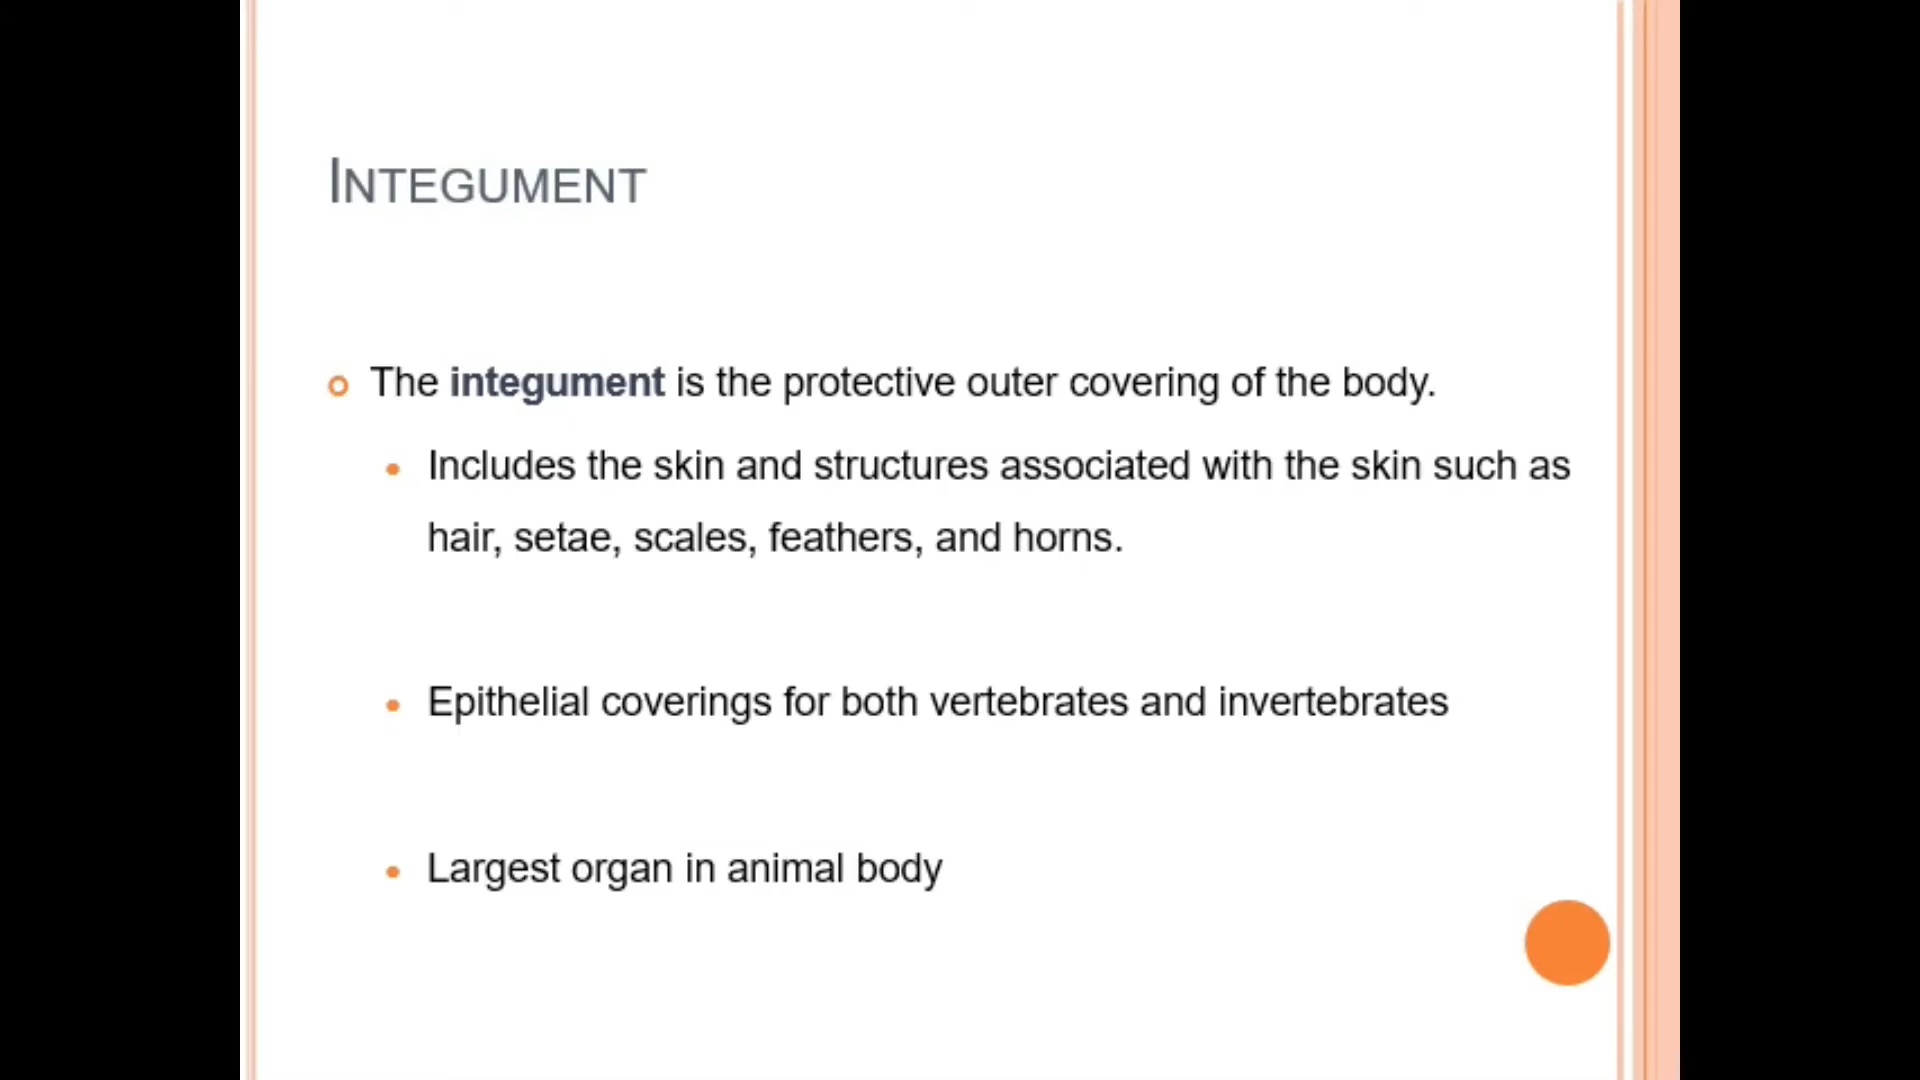 INTEGUMENT
The integument is the protective outer covering of the body.
Includes the skin and structures associated with the skin such as
hair, setae, scales, feathers, and horns.
Epithelial coverings for both vertebrates and invertebrates
Largest organ in animal body